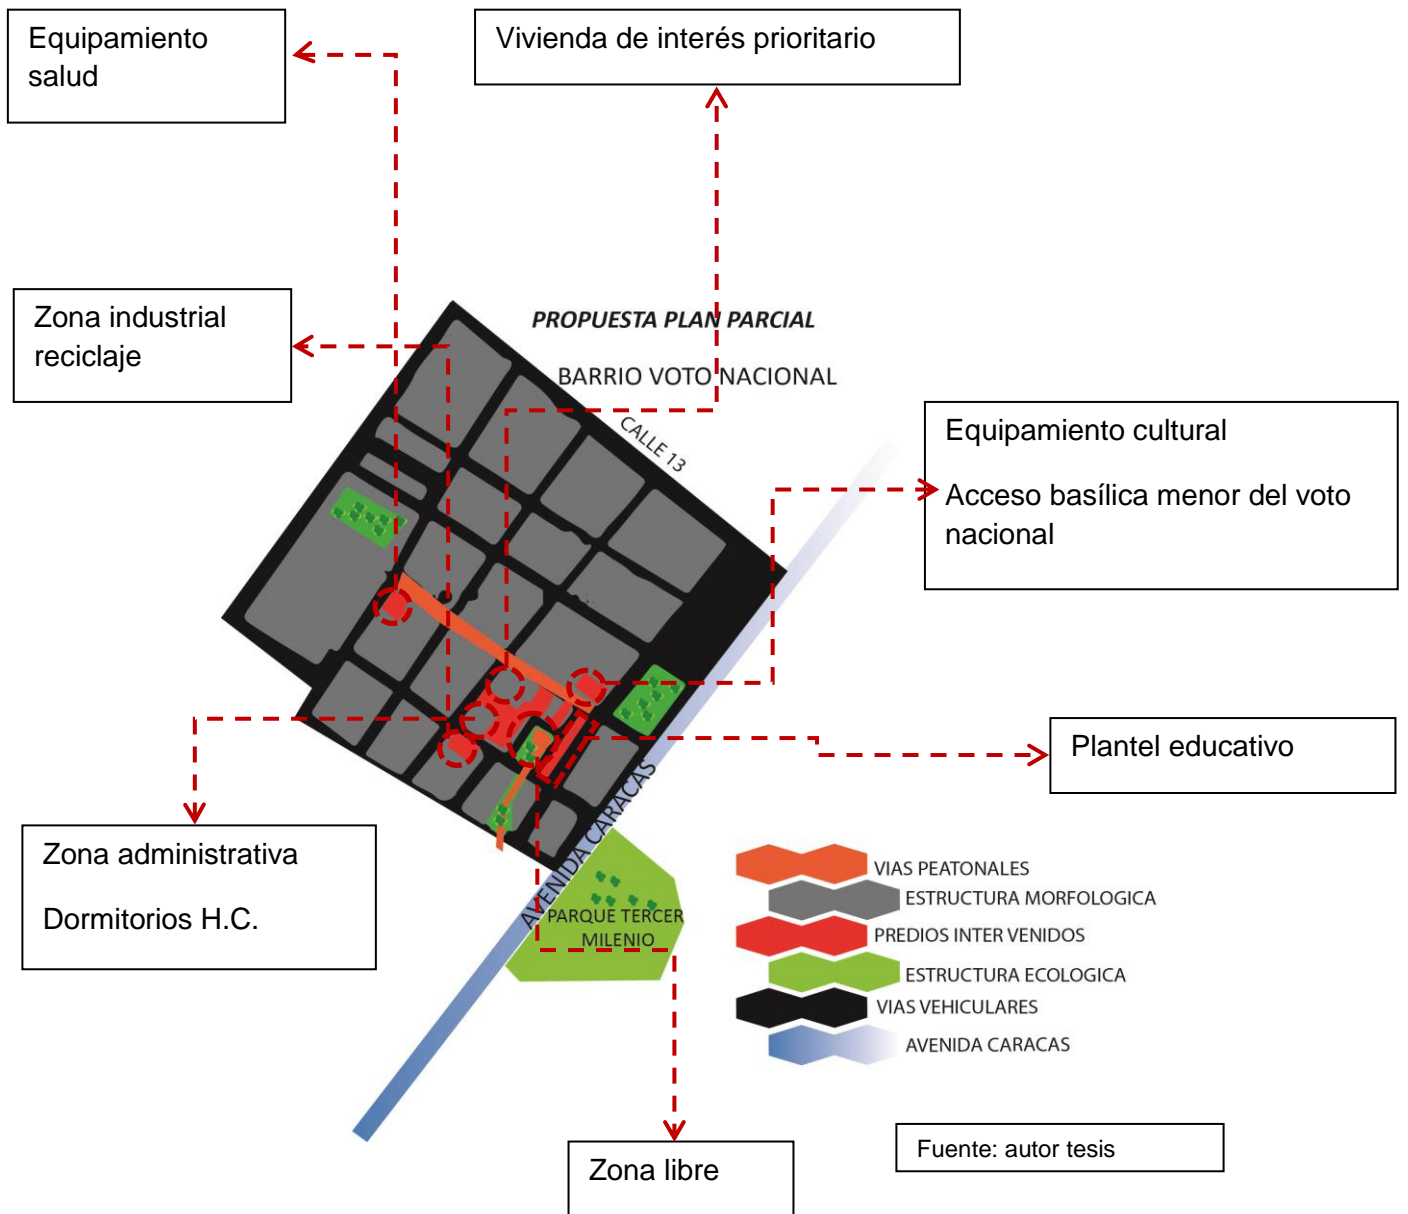 Equipamiento
salud
Vivienda de interés prioritario
Zona industrial
reciclaje
PROPUESTA PLAN PARCIAL
BARRIO VOTO NACIONAL
CALLE 13
Equipamiento cultural
Acceso basílica menor del voto
nacional
Plantel educativo
Zona administrativa
Dormitorios H.C.
AVENIDA CARACAS
PARQUE TERCER
MILENIO
VIAS PEATONALES
ESTRUCTURA MORFOLOGICA
PREDIOS INTER VENIDOS
ESTRUCTURA ECOLOGICA
VIAS VEHICULARES
AVENIDA CARACAS
Fuente: autor tesis
Zona libre